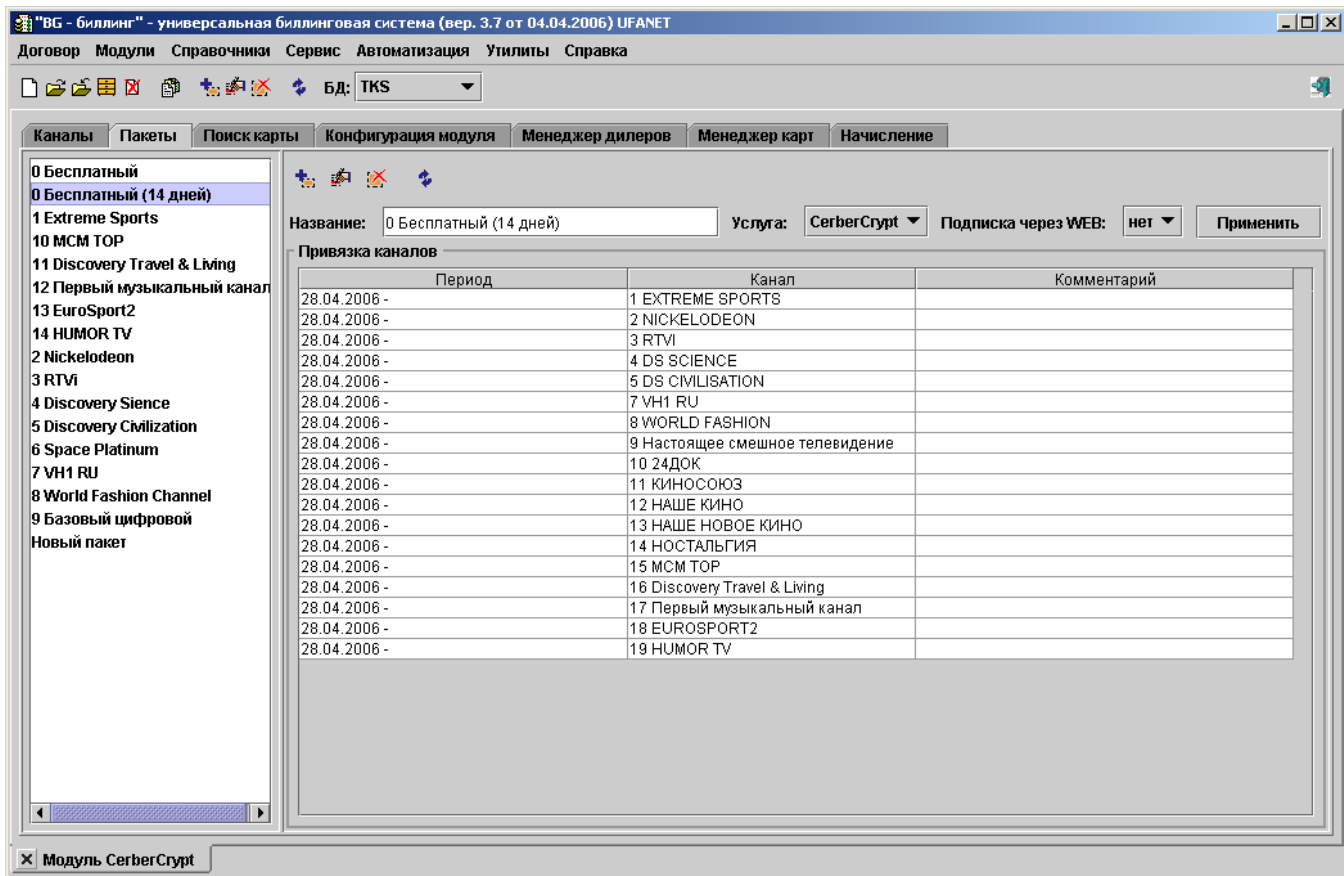 "BG - биллинг" - универсальная биллинговая система (вер. 3.7 от 04.04.2006) UFANET
Договор Модули Справочники Сервис Автоматизация Утилиты Справка
БД: TKS
Каналы Пакеты Поиск карты Конфигурация модуля Менеджер дилеров Менеджер карт Начисление
0 Бесплатный
0 Бесплатный (14 дней)
1 Extreme Sports
10 MCM TOP
11 Discovery Travel & Living
12 Первый музыкальный канал
13 EuroSport2
14 HUMOR TV
2 Nickelodeon
3 RTVi
4 Discovery Sience
5 Discovery Civilization
6 Space Platinum
7 VH1 RU
8 World Fashion Channel
9 Базовый цифровой
Новый пакет
Название: 0 Бесплатный (14 дней) Услуга: CerberCrypt Подписка через WEB: нет Применить
Привязка каналов
Период Канал Комментарий
28.04.2006 - 1 EXTREME SPORTS
28.04.2006 - 2 NICKELODEON
28.04.2006 - 3 RTVI
28.04.2006 - 4 DS SCIENCE
28.04.2006 - 5 DS CIVILISATION
28.04.2006 - 7 VH1 RU
28.04.2006 - 8 WORLD FASHION
28.04.2006 - 9 Настоящее смешное телевидение
28.04.2006 - 10 24ДОК
28.04.2006 - 11 КИНОСОЮЗ
28.04.2006 - 12 НАШЕ КИНО
28.04.2006 - 13 НАШЕ НОВОЕ КИНО
28.04.2006 - 14 НОСТАЛЬГИЯ
28.04.2006 - 15 MCM TOP
28.04.2006 - 16 Discovery Travel & Living
28.04.2006 - 17 Первый музыкальный канал
28.04.2006 - 18 EUROSPORT2
28.04.2006 - 19 HUMOR TV
Модуль CerberCrypt